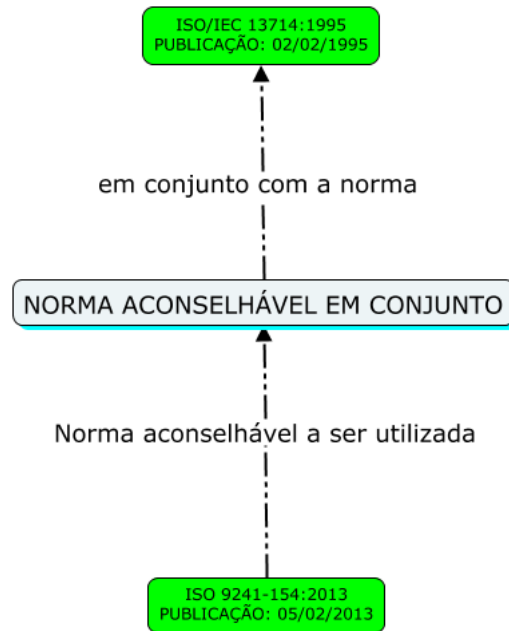 ISO/IEC 13714:1995
PUBLICAÇÃO: 02/02/1995
em conjunto com a norma
NORMA ACONSELHÁVEL EM CONJUNTO
Norma aconselhável a ser utilizada
ISO 9241-154:2013
PUBLICAÇÃO: 05/02/2013